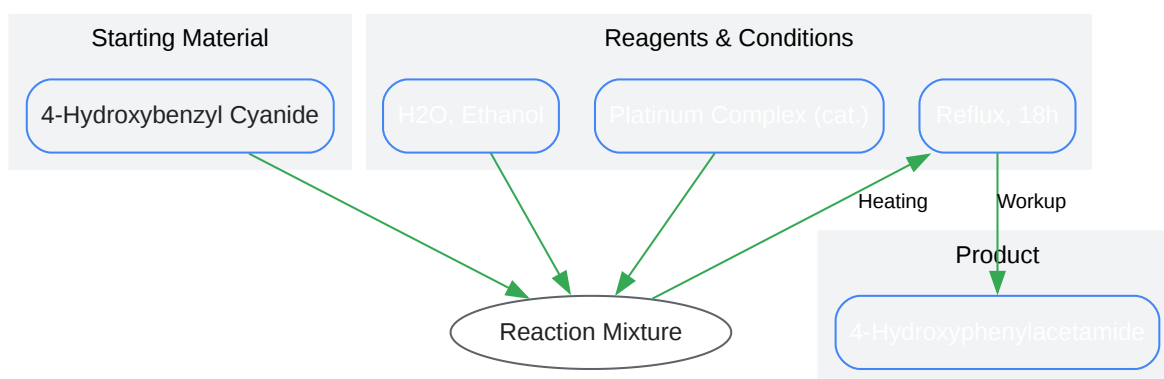 Starting Material
Reagents & Conditions
4-Hydroxybenzyl Cyanide
H2O, Ethanol
Platinum Complex (cat.)
Reflux, 18h
Heating
Workup
Product
Reaction Mixture
4-Hydroxyphenylacetamide